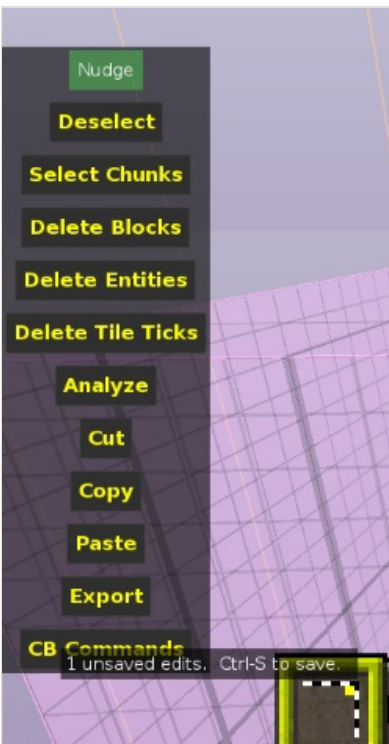 Nudge
Deselect
Select Chunks
Delete Blocks
Delete Entities
Delete Tile Ticks
Analyze
Cut
Copy
Paste
Export
CB Commands
1 unsaved edits.  Ctrl-S to save.